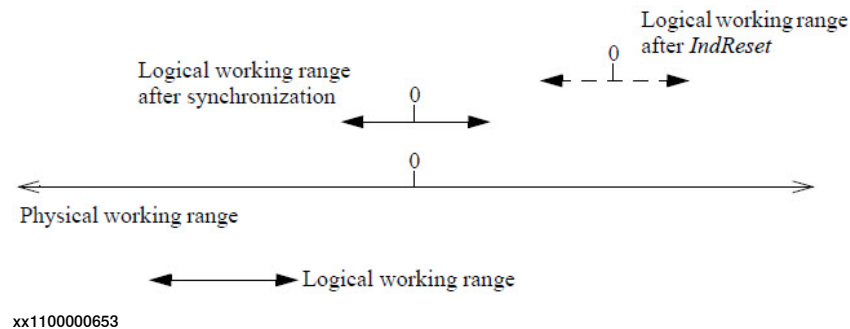 Logical working range
after IndReset
0
Logical working range
after synchronization
0
0
Physical working range
Logical working range
xx1100000653